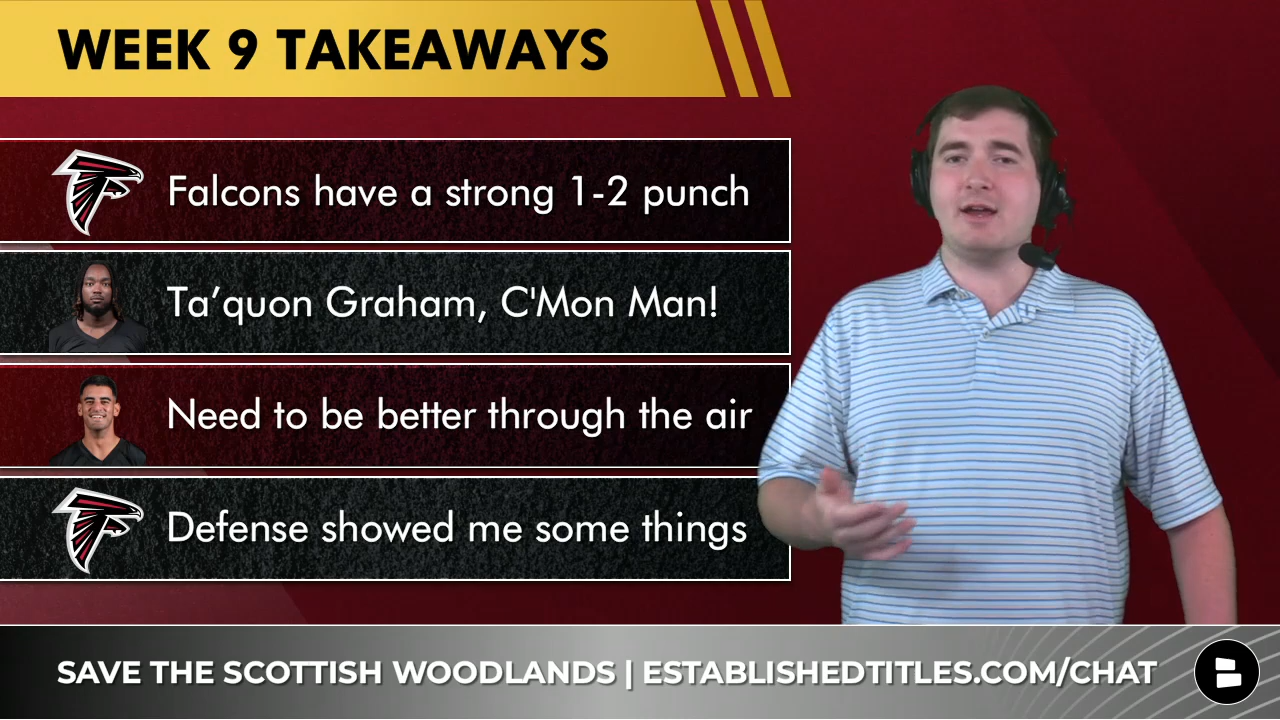 WEEK 9 TAKEAWAYS
Falcons have a strong 1-2 punch
Ta’quon Graham, C'Mon Man!
Need to be better through the air
Defense showed me some things
SAVE THE SCOTTISH WOODLANDS | ESTABLISHEDTITLES.COM/CHAT